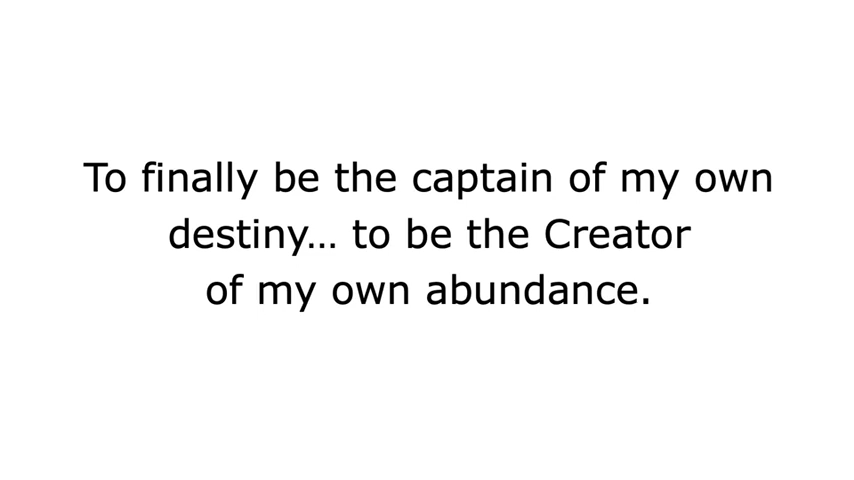 To finally be the captain of my own
destiny... to be the Creator
of my own abundance.